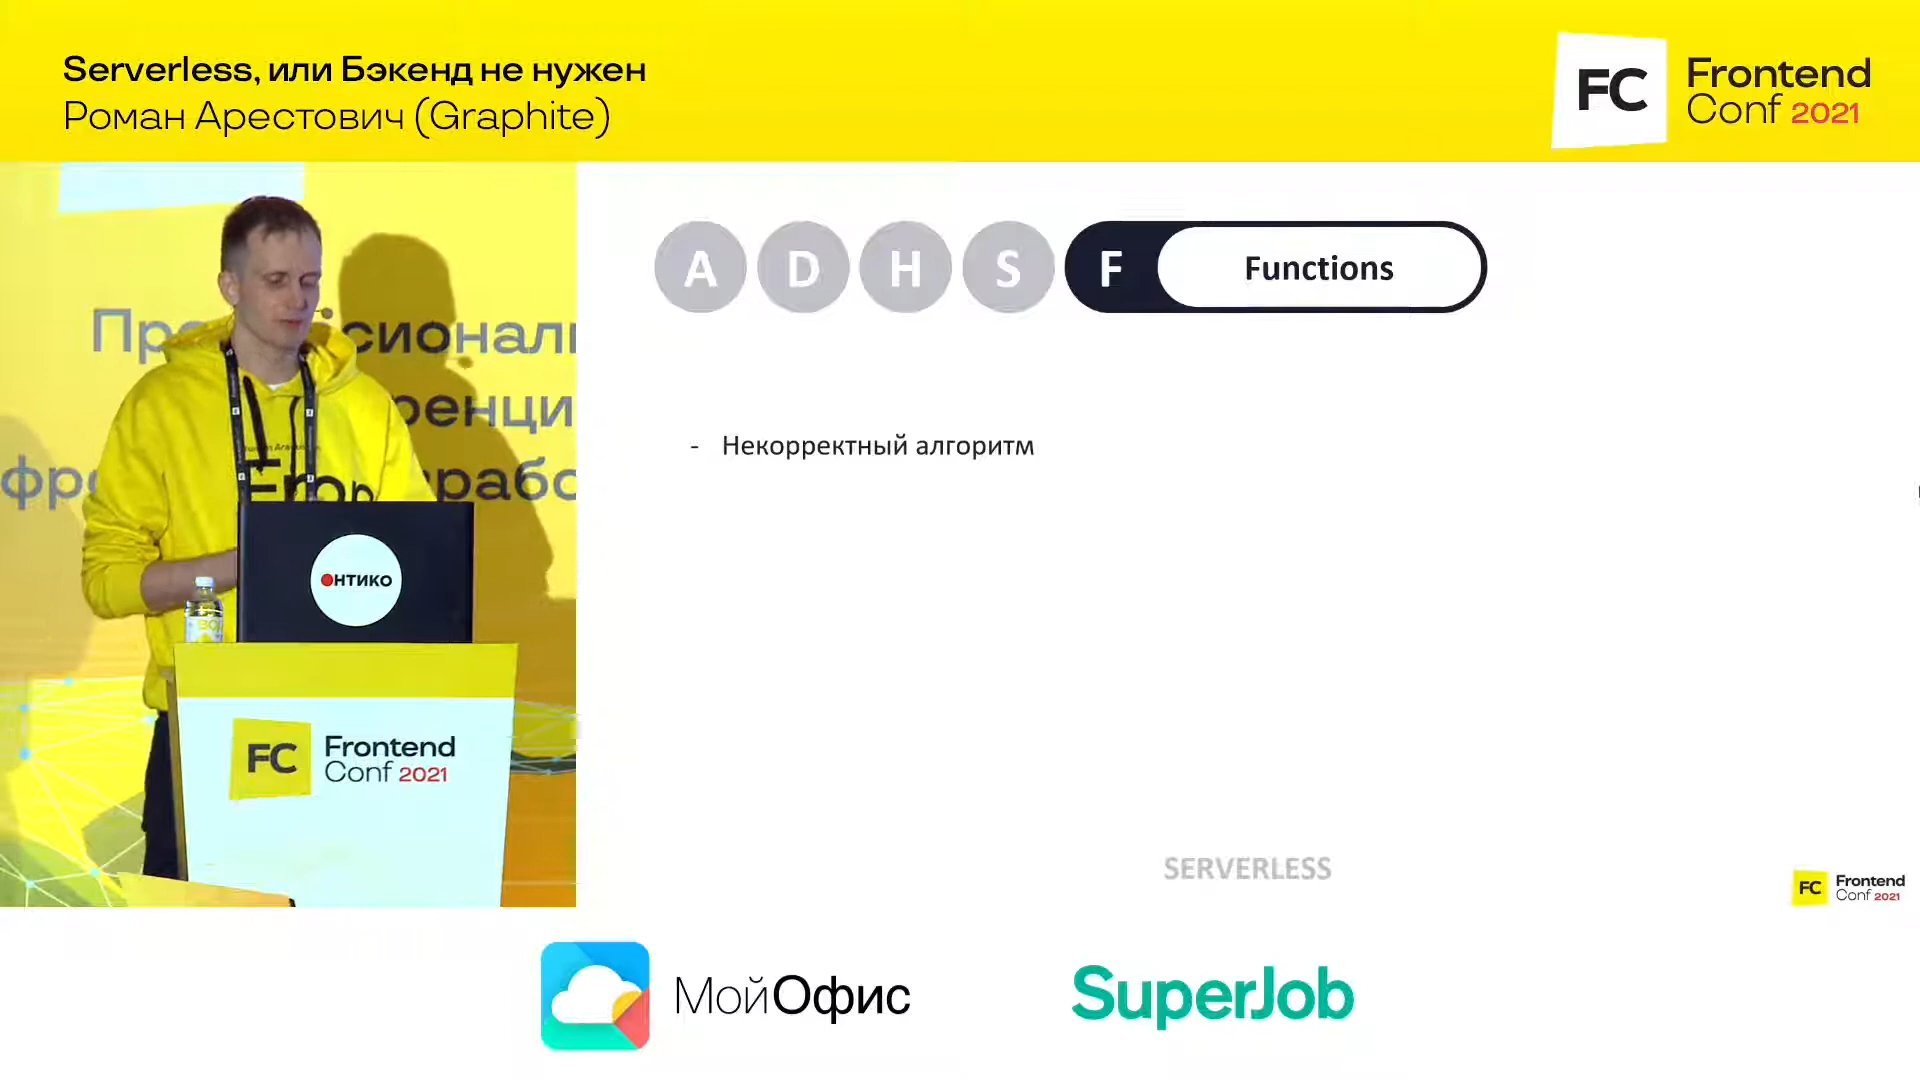 Serverless, или Бэкенд не нужен
Роман Арестович (Graphite)
FC
Frontend
Conf 2021
A D H S F Functions
- Некорректный алгоритм
ОНТИКО
FC
Frontend
Conf 2021
SERVERLESS
FC
Frontend
Conf 2021
МойОфис
SuperJob